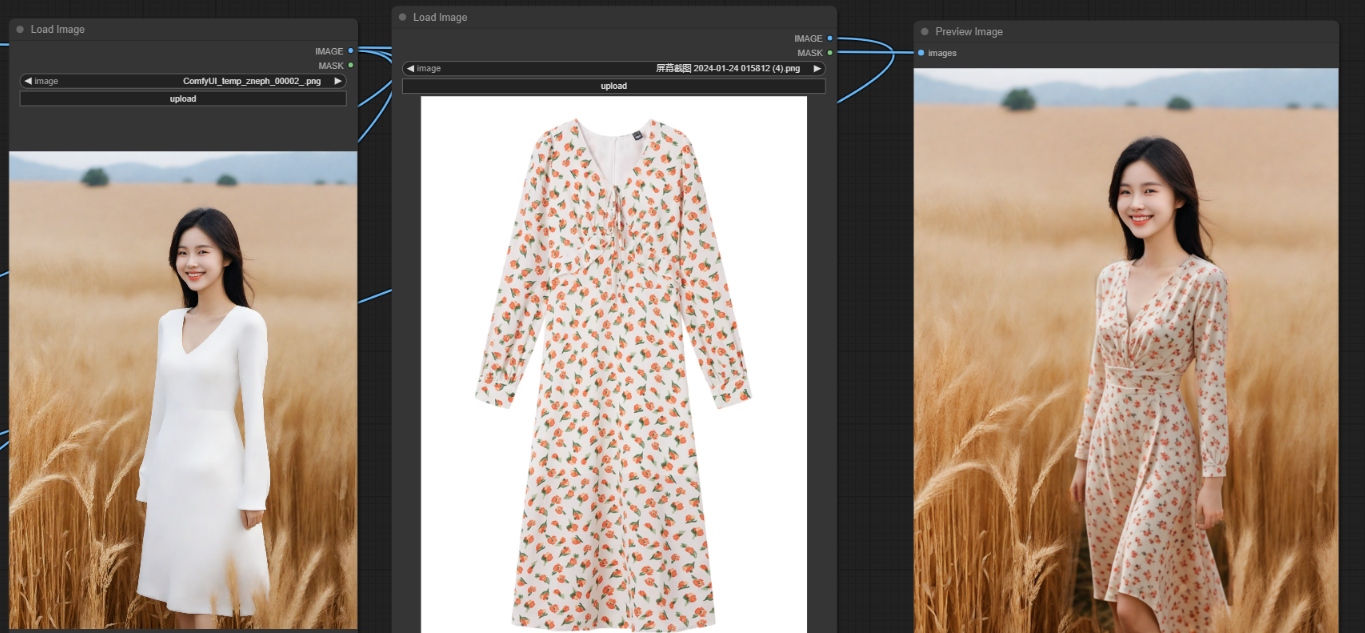 Load Image
IMAGE
MASK
image ComfyUI_temp_zneph_00002_.png
upload
Load Image
IMAGE
MASK
image 屏幕截图 2024-01-24 015812 (4).png
upload
Preview Image
images